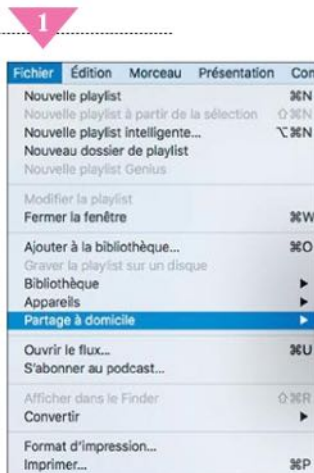 1
Fichier Édition Morceau Présentation Con
Nouvelle playlist ⌘N
Nouvelle playlist à partir de la sélection ⇧⌘N
Nouvelle playlist intelligente... ⌥⌘N
Nouveau dossier de playlist
Nouvelle playlist Genius
Modifier la playlist
Fermer la fenêtre ⌘W
Ajouter à la bibliothèque... ⌘O
Graver la playlist sur un disque
Bibliothèque ▶
Appareils ▶
Partage à domicile ▶
Ouvrir le flux... ⌘U
S'abonner au podcast...
Afficher dans le Finder ⇧⌘R
Convertir ▶
Format d'impression...
Imprimer... ⌘P